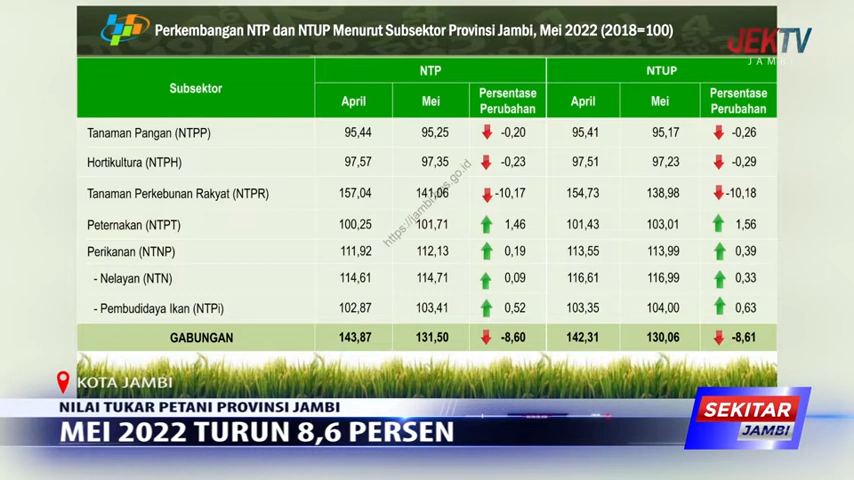 Perkembangan NTP dan NTUP Menurut Subsektor Provinsi Jambi, Mei 2022 (2018=100)
JEKTV
JAMBI
Subsektor NTP NTUP
April Mei Persentase Perubahan April Mei Persentase Perubahan
Tanaman Pangan (NTPP) 95,44 95,25 -0,20 95,41 95,17 -0,26
Hortikultura (NTPH) 97,57 97,35 -0,23 97,51 97,23 -0,29
Tanaman Perkebunan Rakyat (NTPR) 157,04 141,06 -10,17 154,73 138,98 -10,18
Peternakan (NTPT) 100,25 101,71 1,46 101,43 103,01 1,56
Perikanan (NTNP) 111,92 112,13 0,19 113,55 113,99 0,39
- Nelayan (NTN) 114,61 114,71 0,09 116,61 116,99 0,33
- Pembudidaya Ikan (NTPi) 102,87 103,41 0,52 103,35 104,00 0,63
GABUNGAN 143,87 131,50 -8,60 142,31 130,06 -8,61
KOTA JAMBI
NILAI TUKAR PETANI PROVINSI JAMBI
MEI 2022 TURUN 8,6 PERSEN
SEKITAR
JAMBI